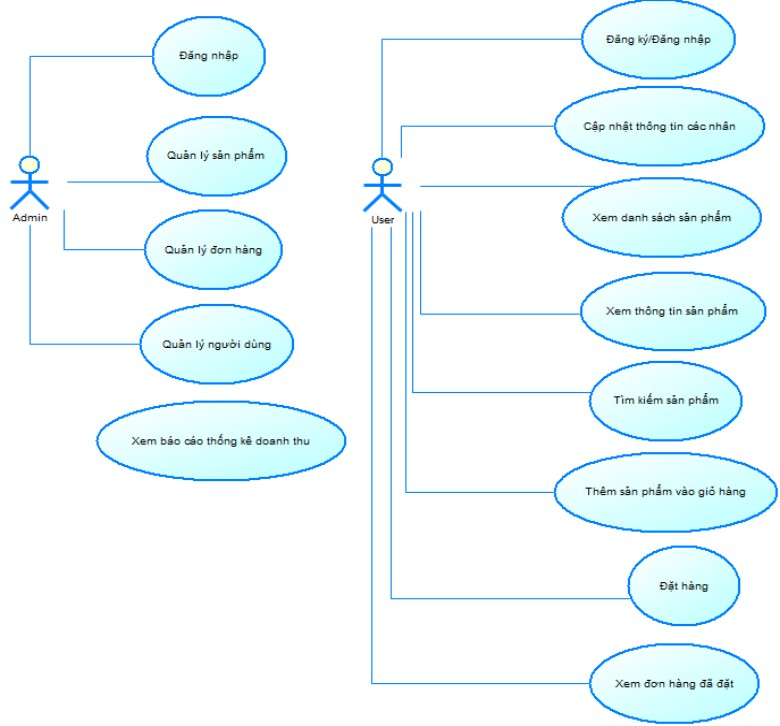 Đăng nhập
Quản lý sản phẩm
Admin
Quản lý đơn hàng
Quản lý người dùng
Xem báo cáo thống kê doanh thu
Đăng ký/Đăng nhập
Cập nhật thông tin các nhân
User
Xem danh sách sản phẩm
Xem thông tin sản phẩm
Tìm kiếm sản phẩm
Thêm sản phẩm vào giỏ hàng
Đặt hàng
Xem đơn hàng đã đặt